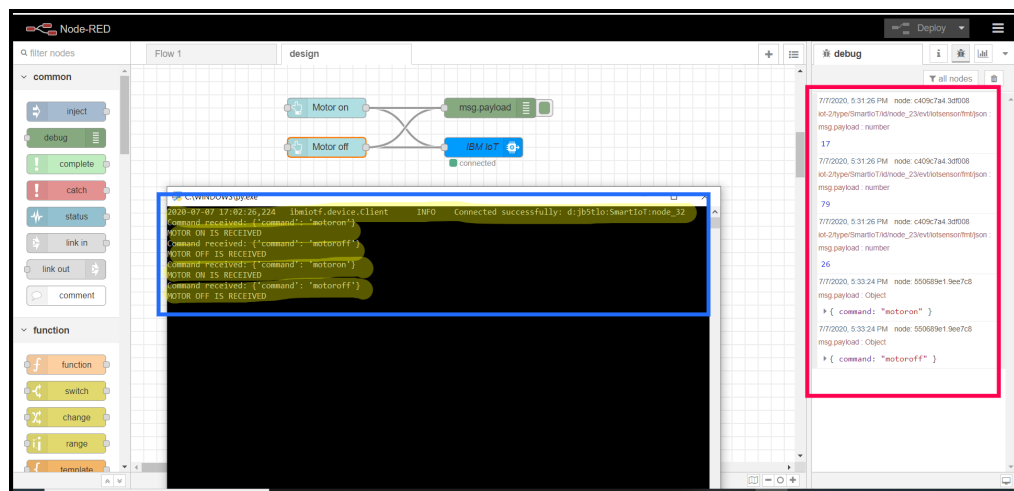 Node-RED
Deploy
filter nodes
Flow 1
design
debug
i
all nodes
common
inject
debug
complete
catch
status
link in
link out
comment
function
function
switch
change
range
template
Motor on
msg.payload
Motor off
IBM IoT
connected
C:\WINDOWS\py.exe
2020-07-07 17:02:26,224 ibmiotf.device.Client INFO Connected successfully: d:jb5tlo:SmartIoT:node_32
Command received: {'command': 'motoron'}
MOTOR ON IS RECEIVED
Command received: {'command': 'motoroff'}
MOTOR OFF IS RECEIVED
Command received: {'command': 'motoron'}
MOTOR ON IS RECEIVED
Command received: {'command': 'motoroff'}
MOTOR OFF IS RECEIVED
7/7/2020, 5:31:26 PM node: c409c7a4.3df008
iot-2/type/SmartIoT/id/node_23/evt/iotsensor/fmt/json :
msg.payload : number
17
7/7/2020, 5:31:26 PM node: c409c7a4.3df008
iot-2/type/SmartIoT/id/node_23/evt/iotsensor/fmt/json :
msg.payload : number
79
7/7/2020, 5:31:26 PM node: c409c7a4.3df008
iot-2/type/SmartIoT/id/node_23/evt/iotsensor/fmt/json :
msg.payload : number
26
7/7/2020, 5:33:24 PM node: 550689e1.9ee7c8
msg.payload : Object
{ command: "motoron" }
7/7/2020, 5:33:24 PM node: 550689e1.9ee7c8
msg.payload : Object
{ command: "motoroff" }